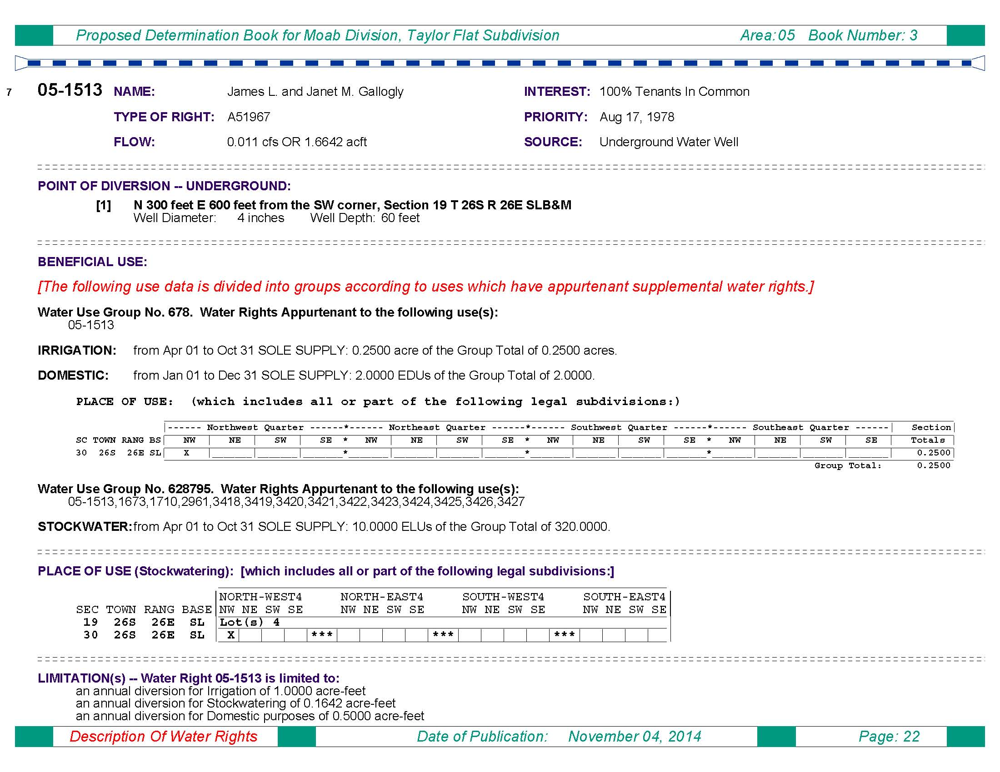 Proposed Determination Book for Moab Division, Taylor Flat Subdivision Area:05 Book Number: 3
7 05-1513 NAME: James L. and Janet M. Gallogly INTEREST: 100% Tenants In Common
TYPE OF RIGHT: A51967 PRIORITY: Aug 17, 1978
FLOW: 0.011 cfs OR 1.6642 acft SOURCE: Underground Water Well
POINT OF DIVERSION -- UNDERGROUND:
[1] N 300 feet E 600 feet from the SW corner, Section 19 T 26S R 26E SLB&M
Well Diameter: 4 inches Well Depth: 60 feet
BENEFICIAL USE:
[The following use data is divided into groups according to uses which have appurtenant supplemental water rights.]
Water Use Group No. 678. Water Rights Appurtenant to the following use(s):
05-1513
IRRIGATION: from Apr 01 to Oct 31 SOLE SUPPLY: 0.2500 acre of the Group Total of 0.2500 acres.
DOMESTIC: from Jan 01 to Dec 31 SOLE SUPPLY: 2.0000 EDUs of the Group Total of 2.0000.
PLACE OF USE: (which includes all or part of the following legal subdivisions:)
|------ Northwest Quarter ------*------ Northeast Quarter ------*------ Southwest Quarter ------*------ Southeast Quarter ------| Section|
SC TOWN RANG BS| NW | NE | SW | SE * NW | NE | SW | SE * NW | NE | SW | SE * NW | NE | SW | SE | Totals |
30 26S 26E SL| X |_______|_______|_______*_______|_______|_______|_______*_______|_______|_______|_______*_______|_______|_______|_______| 0.2500|
Group Total: 0.2500
Water Use Group No. 628795. Water Rights Appurtenant to the following use(s):
05-1513,1673,1710,2961,3418,3419,3420,3421,3422,3423,3424,3425,3426,3427
STOCKWATER: from Apr 01 to Oct 31 SOLE SUPPLY: 10.0000 ELUs of the Group Total of 320.0000.
PLACE OF USE (Stockwatering): [which includes all or part of the following legal subdivisions:]
NORTH-WEST4 NORTH-EAST4 SOUTH-WEST4 SOUTH-EAST4
SEC TOWN RANG BASE NW NE SW SE NW NE SW SE NW NE SW SE NW NE SW SE
19 26S 26E SL Lot(s) 4
30 26S 26E SL X| | | |***| | | | |***| | | | |***| | | |
LIMITATION(s) -- Water Right 05-1513 is limited to:
an annual diversion for Irrigation of 1.0000 acre-feet
an annual diversion for Stockwatering of 0.1642 acre-feet
an annual diversion for Domestic purposes of 0.5000 acre-feet
Description Of Water Rights Date of Publication: November 04, 2014 Page: 22